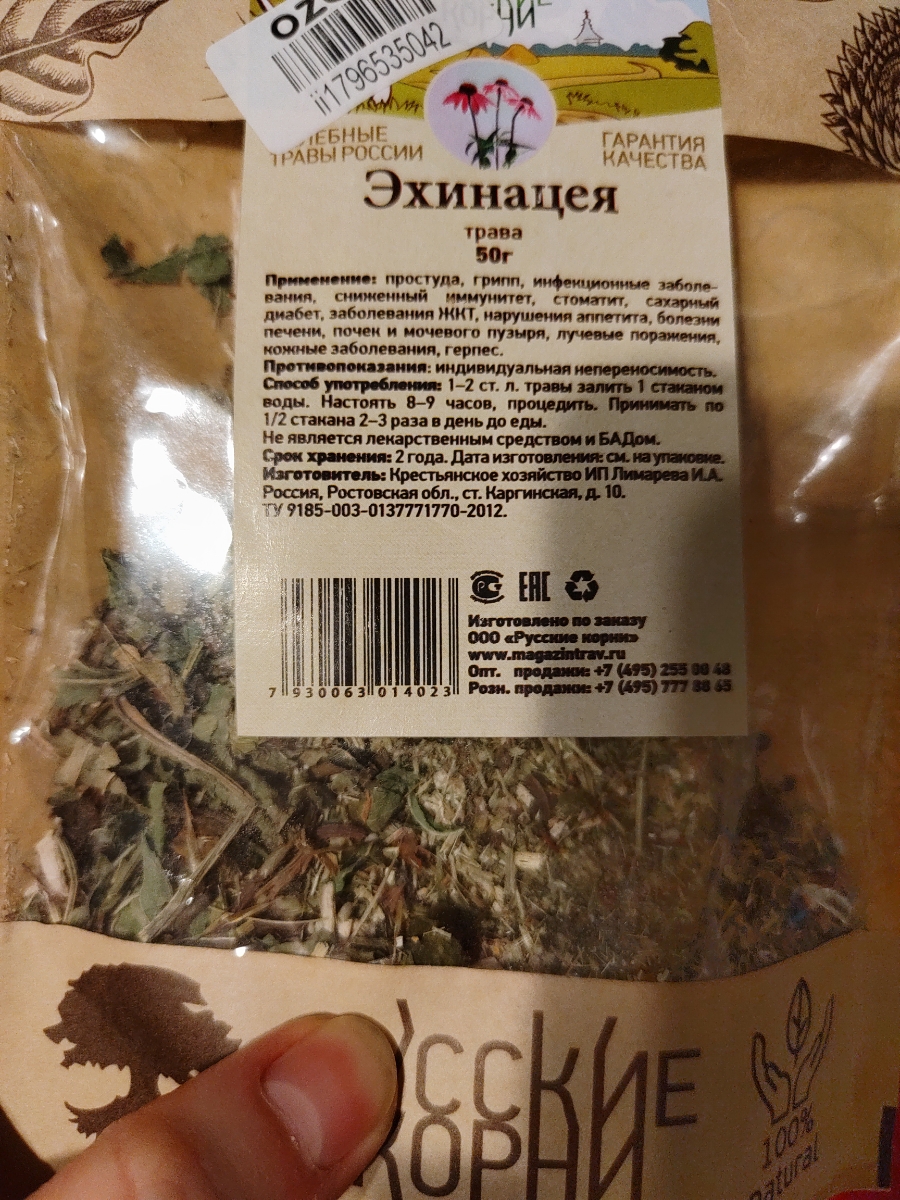 OZO
ii1796535042
ЛЕБНЫЕ
ТРАВЫ РОССИИ
ГАРАНТИЯ
КАЧЕСТВА
Эхинацея
трава
50г
Применение: простуда, грипп, инфекционные заболе-
вания, сниженный иммунитет, стоматит, сахарный
диабет, заболевания ЖКТ, нарушения аппетита, болезни
печени, почек и мочевого пузыря, лучевые поражения,
кожные заболевания, герпес.
Противопоказания: индивидуальная непереносимость.
Способ употребления: 1–2 ст. л. травы залить 1 стаканом
воды. Настоять 8–9 часов, процедить. Принимать по
1/2 стакана 2–3 раза в день до еды.
Не является лекарственным средством и БАДом.
Срок хранения: 2 года. Дата изготовления: см. на упаковке.
Изготовитель: Крестьянское хозяйство ИП Лимарева И.А.
Россия, Ростовская обл., ст. Каргинская, д. 10.
ТУ 9185-003-0137771770-2012.
EAC
Изготовлено по заказу
ООО «Русские корни»
www.magazintrav.ru
Опт. продажи: +7 (495) 255 00 48
Розн. продажи: +7 (495) 777 88 65
7 930063 014023
РУССКИЕ
КОРНИ
100%
natural